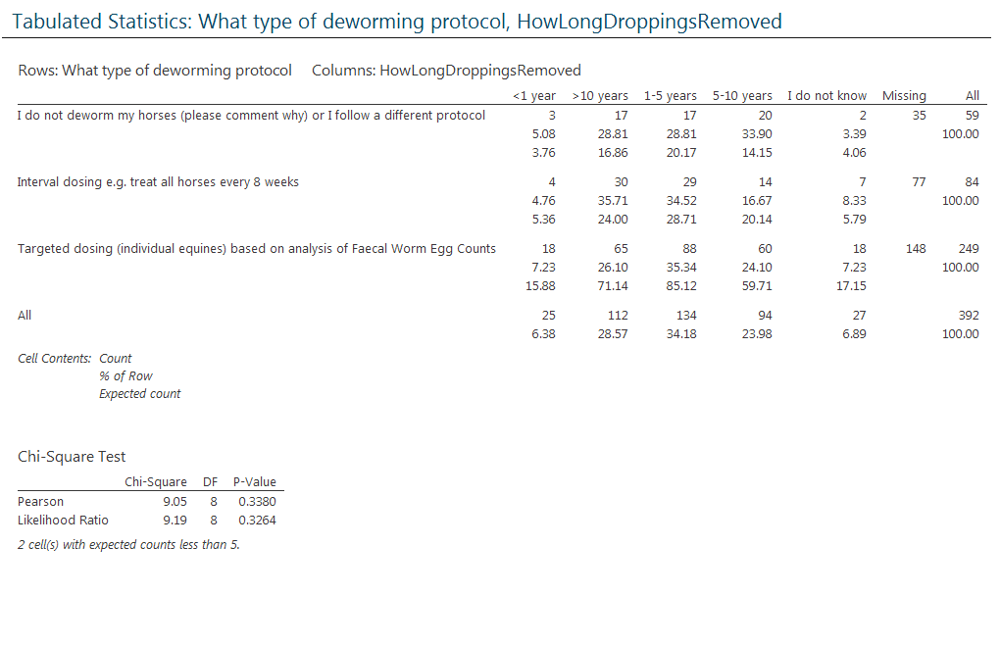 Tabulated Statistics: What type of deworming protocol, HowLongDroppingsRemoved
Rows: What type of deworming protocol Columns: HowLongDroppingsRemoved
<1 year >10 years 1-5 years 5-10 years I do not know Missing All
I do not deworm my horses (please comment why) or I follow a different protocol 3 17 17 20 2 35 59
5.08 28.81 28.81 33.90 3.39 100.00
3.76 16.86 20.17 14.15 4.06
Interval dosing e.g. treat all horses every 8 weeks 4 30 29 14 7 77 84
4.76 35.71 34.52 16.67 8.33 100.00
5.36 24.00 28.71 20.14 5.79
Targeted dosing (individual equines) based on analysis of Faecal Worm Egg Counts 18 65 88 60 18 148 249
7.23 26.10 35.34 24.10 7.23 100.00
15.88 71.14 85.12 59.71 17.15
All 25 112 134 94 27 392
6.38 28.57 34.18 23.98 6.89 100.00
Cell Contents: Count
% of Row
Expected count
Chi-Square Test
Chi-Square DF P-Value
Pearson 9.05 8 0.3380
Likelihood Ratio 9.19 8 0.3264
2 cell(s) with expected counts less than 5.